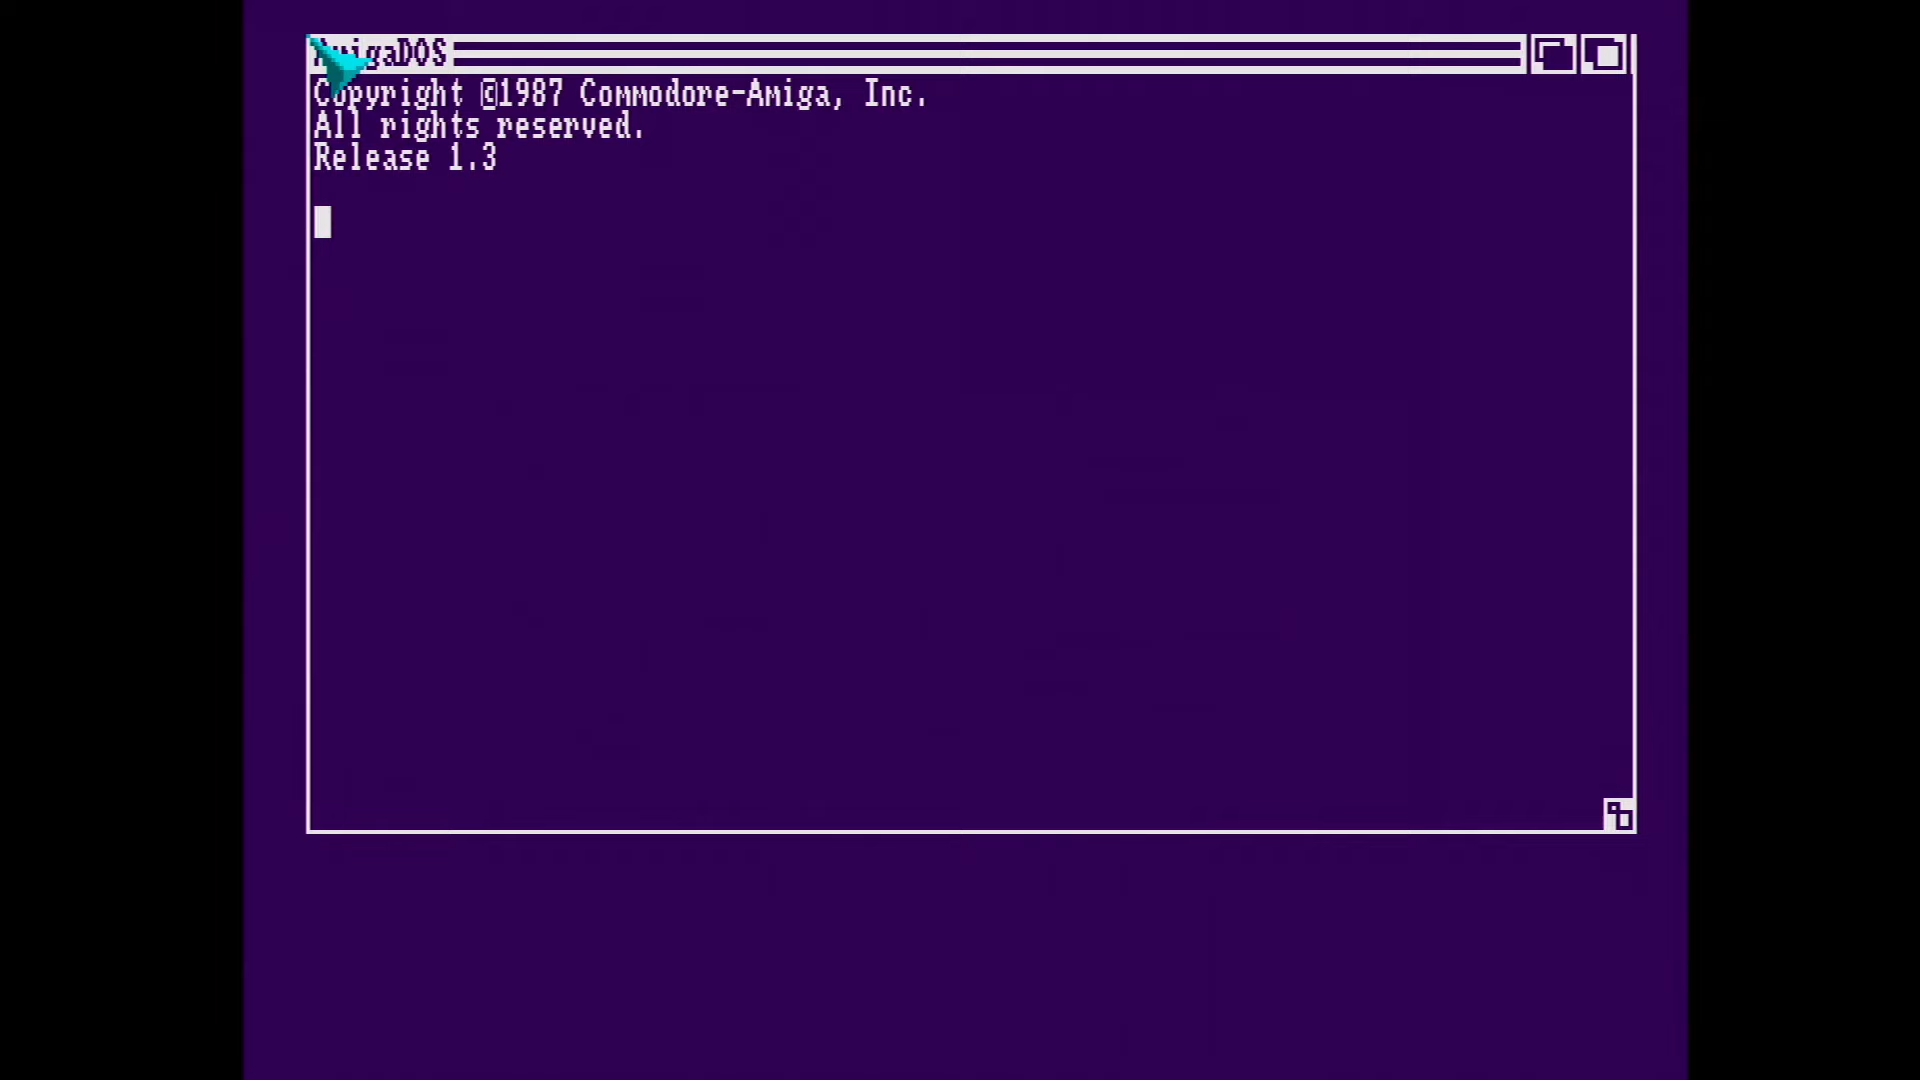 AmigaDOS
Copyright ©1987 Commodore-Amiga, Inc.
All rights reserved.
Release 1.3